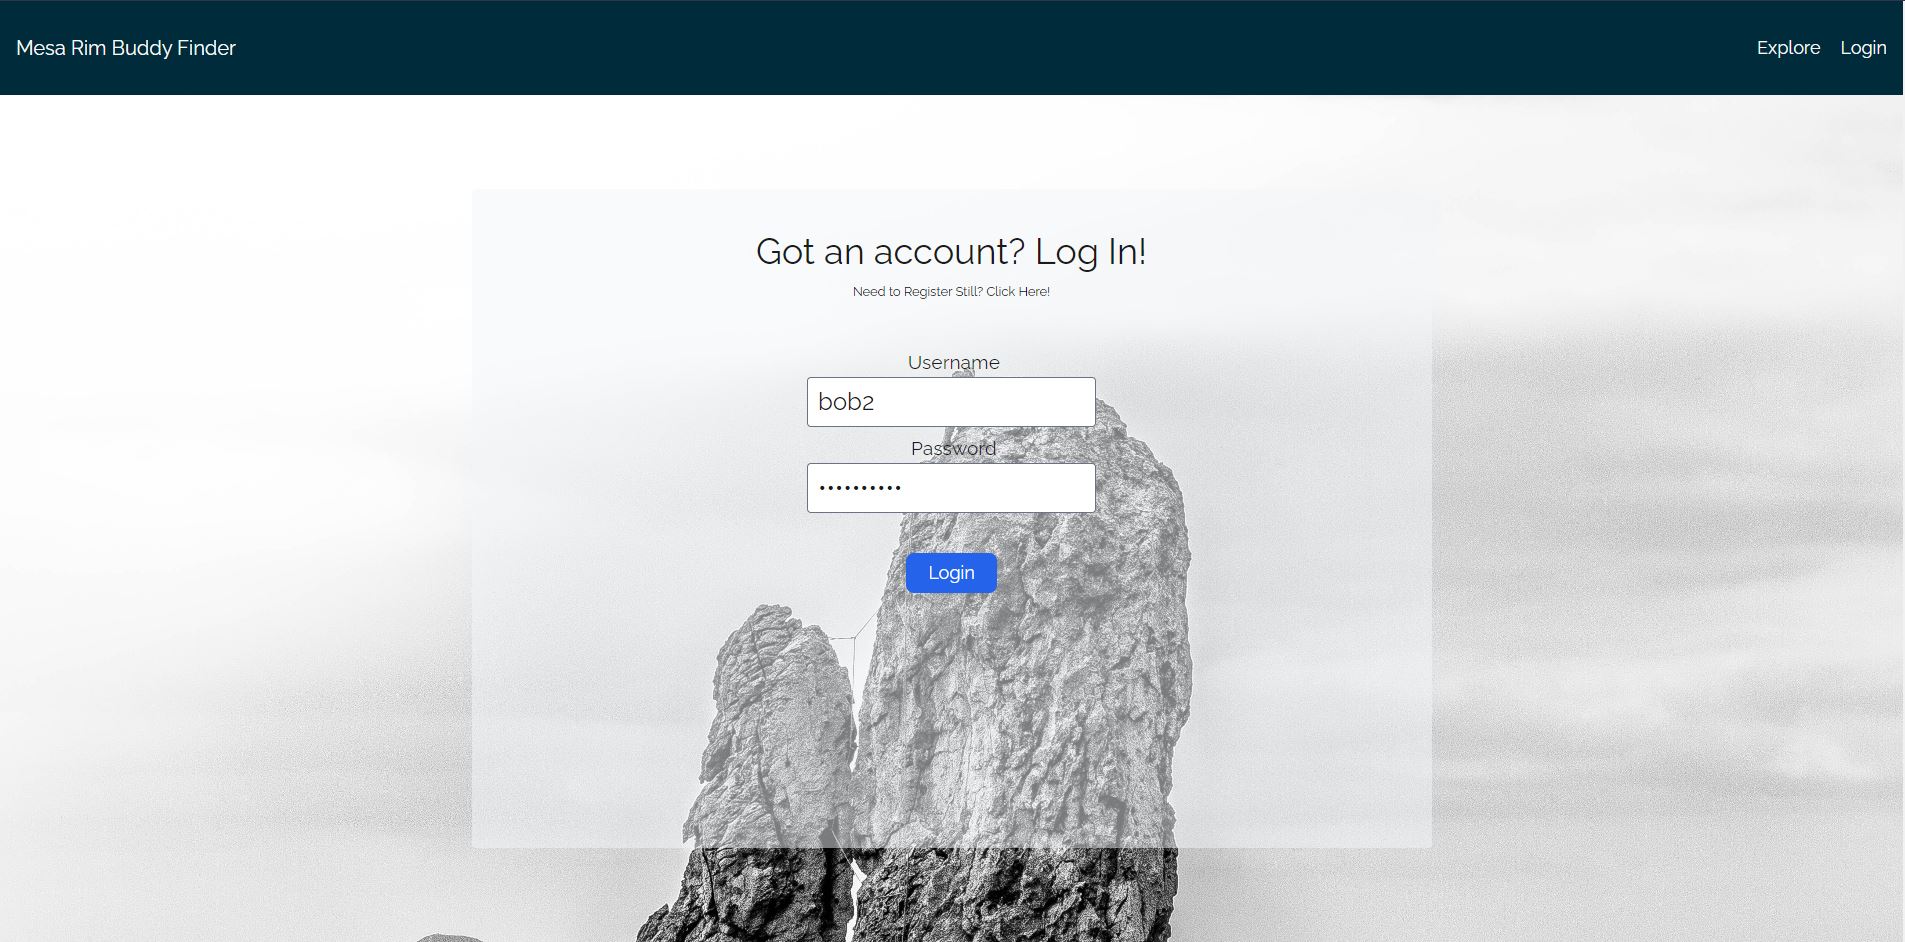 Mesa Rim Buddy Finder
Explore
Login
Got an account? Log In!
Need to Register Still? Click Here!
Username
bob2
Password
••••••••••
Login